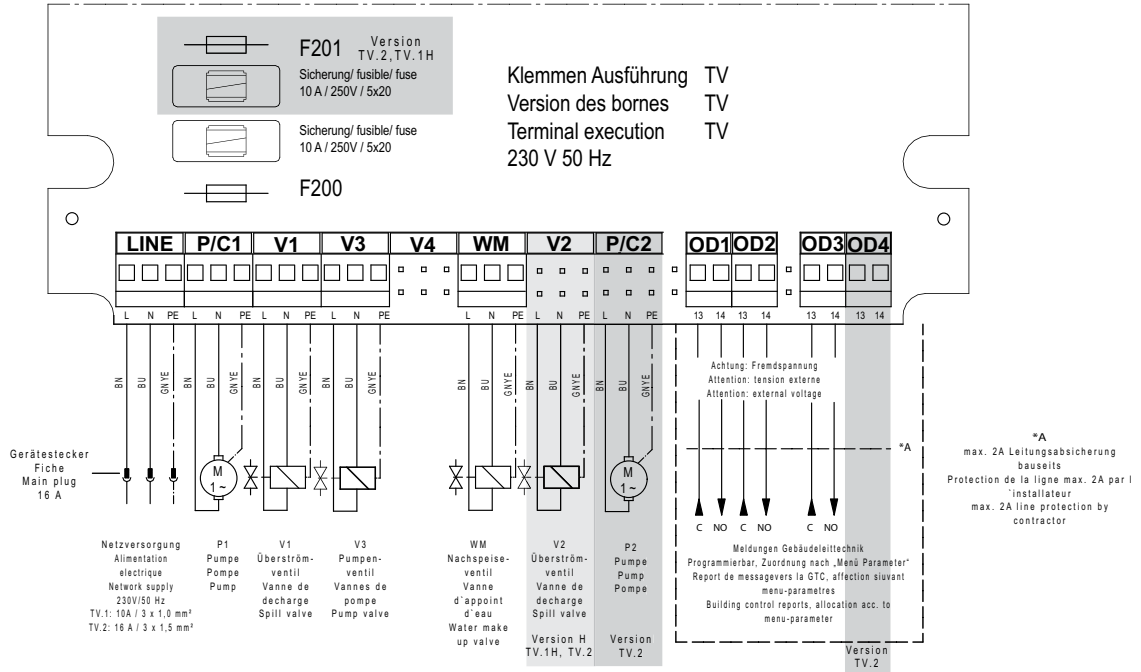 F201 Version
TV.2,TV.1H
Sicherung/ fusible/ fuse
10 A / 250V / 5x20
Sicherung/ fusible/ fuse
10 A / 250V / 5x20
F200
Klemmen Ausführung TV
Version des bornes TV
Terminal execution TV
230 V 50 Hz
LINE P/C1 V1 V3 V4 WM V2 P/C2 OD1 OD2 OD3 OD4
L N PE L N PE L N PE L N PE L N PE L N PE L N PE 13 14 13 14 13 14 13 14
BN BU GNYE BN BU GNYE BN BU GNYE BN BU GNYE BN BU GNYE BN BU GNYE BN BU GNYE
Achtung: Fremdspannung
Attention: tension externe
Attention: external voltage
*A
Gerätestecker
Fiche
Main plug
16 A
M
1 ~
M
1 ~
C NO C NO C NO
*A
max. 2A Leitungsabsicherung
bauseits
Protection de la ligne max. 2A par l
`installateur
max. 2A line protection by
contractor
Netzversorgung
Alimentation
electrique
Network supply
230V/50 Hz
TV.1: 10A / 3 x 1,0 mm²
TV.2: 16 A / 3 x 1,5 mm²
P1
Pumpe
Pompe
Pump
V1
Überström-
ventil
Vanne de
decharge
Spill valve
V3
Pumpen-
ventil
Vannes de
pompe
Pump valve
WM
Nachspeise-
ventil
Vanne
d`appoint
d`eau
Water make
up valve
V2
Überström-
ventil
Vanne de
decharge
Spill valve
Version H
TV.1H, TV.2
P2
Pumpe
Pump
Pompe
Version
TV.2
Meldungen Gebäudeleittechnik
Programmierbar, Zuordnung nach „Menü Parameter"
Report de messagevers la GTC, affection siuvant
menu-parametres
Building control reports, allocation acc. to
menu-parameter
Version
TV.2